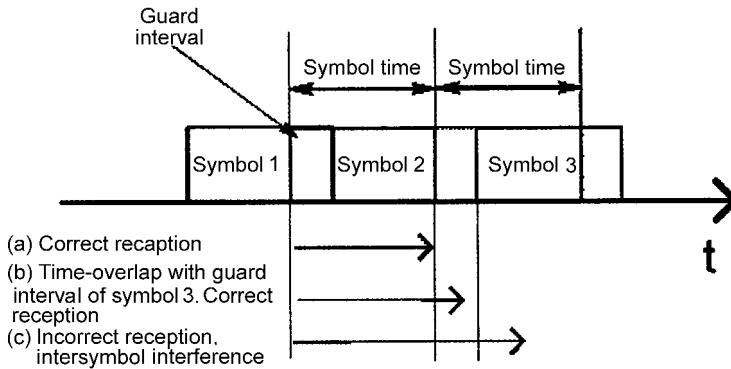 Guard
interval
Symbol time
Symbol time
Symbol 1
Symbol 2
Symbol 3
t
(a) Correct recaption
(b) Time-overlap with guard
interval of symbol 3. Correct
reception
(c) Incorrect reception,
intersymbol interference